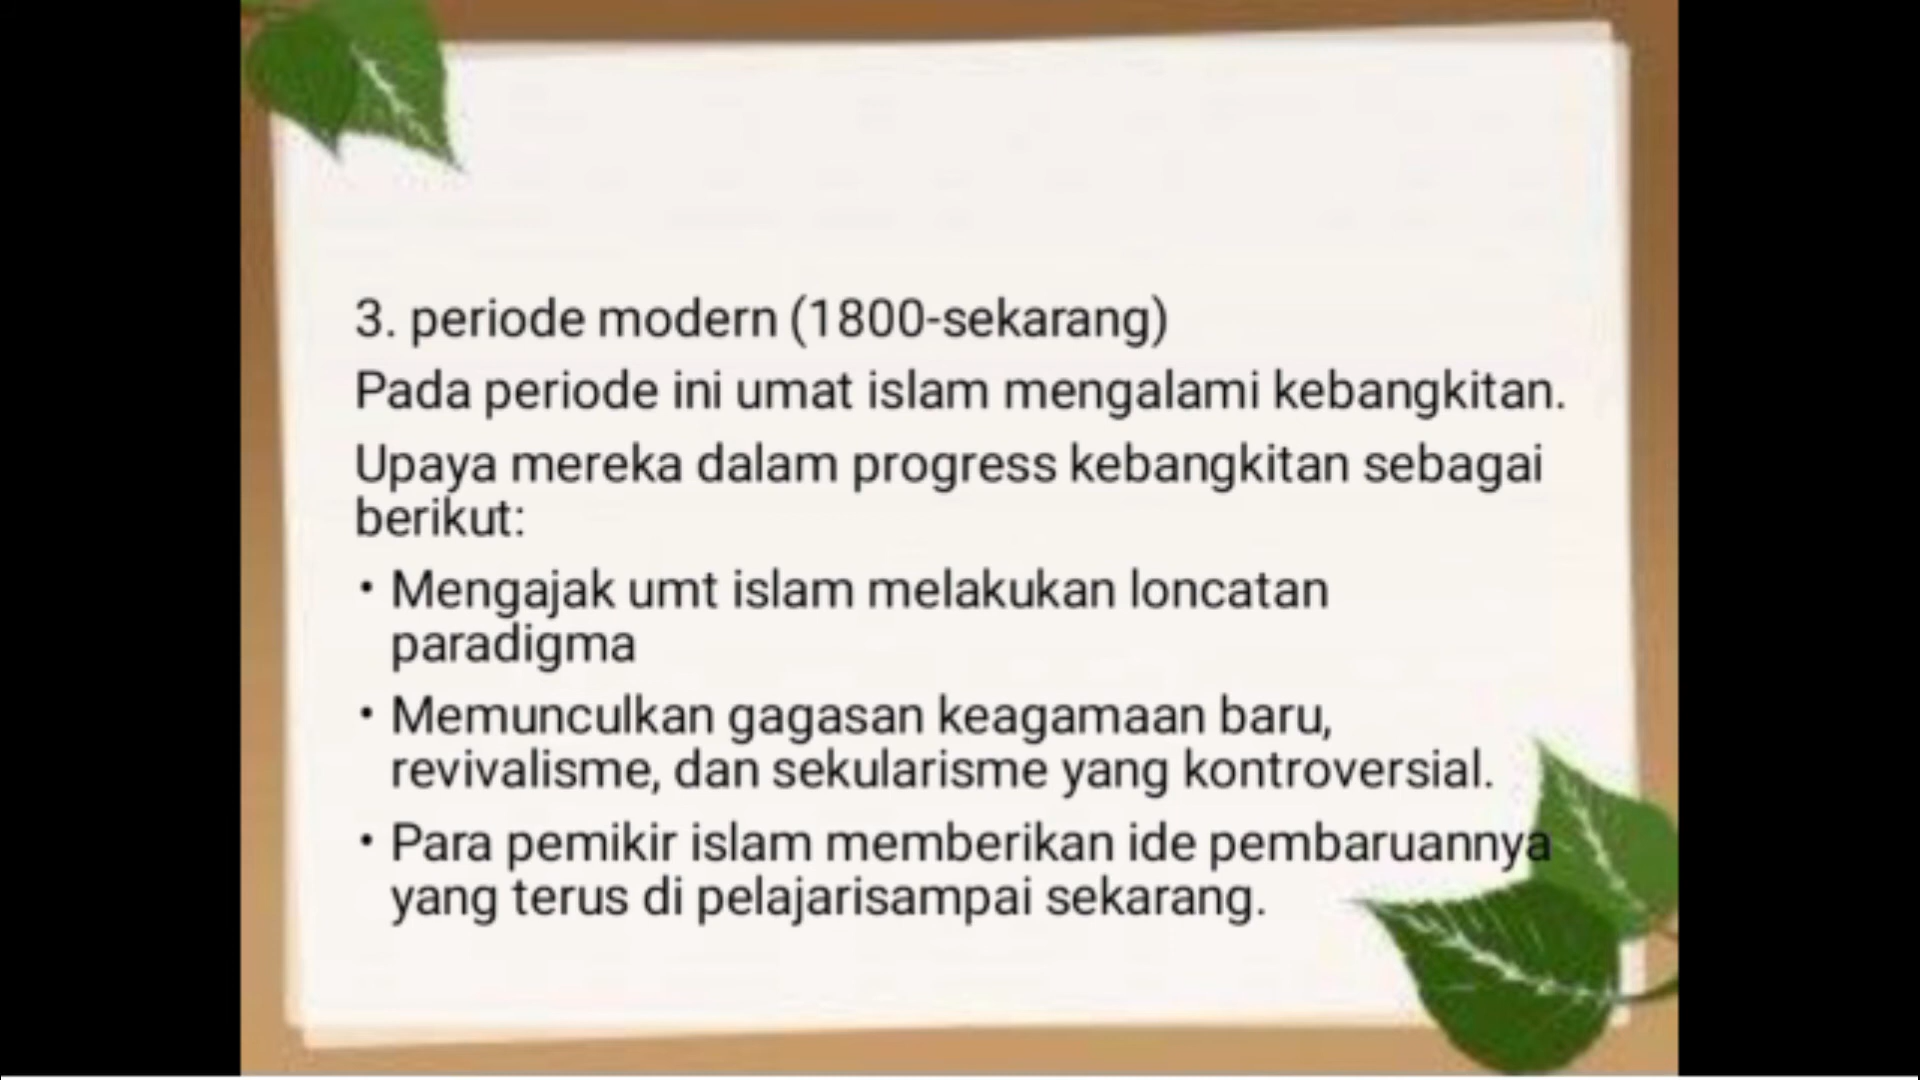 3. periode modern (1800-sekarang)
Pada periode ini umat islam mengalami kebangkitan.
Upaya mereka dalam progress kebangkitan sebagai
berikut:
• Mengajak umt islam melakukan loncatan
paradigma
• Memunculkan gagasan keagamaan baru,
revivalisme, dan sekularisme yang kontroversial.
• Para pemikir islam memberikan ide pembaruannya
yang terus di pelajarisampai sekarang.